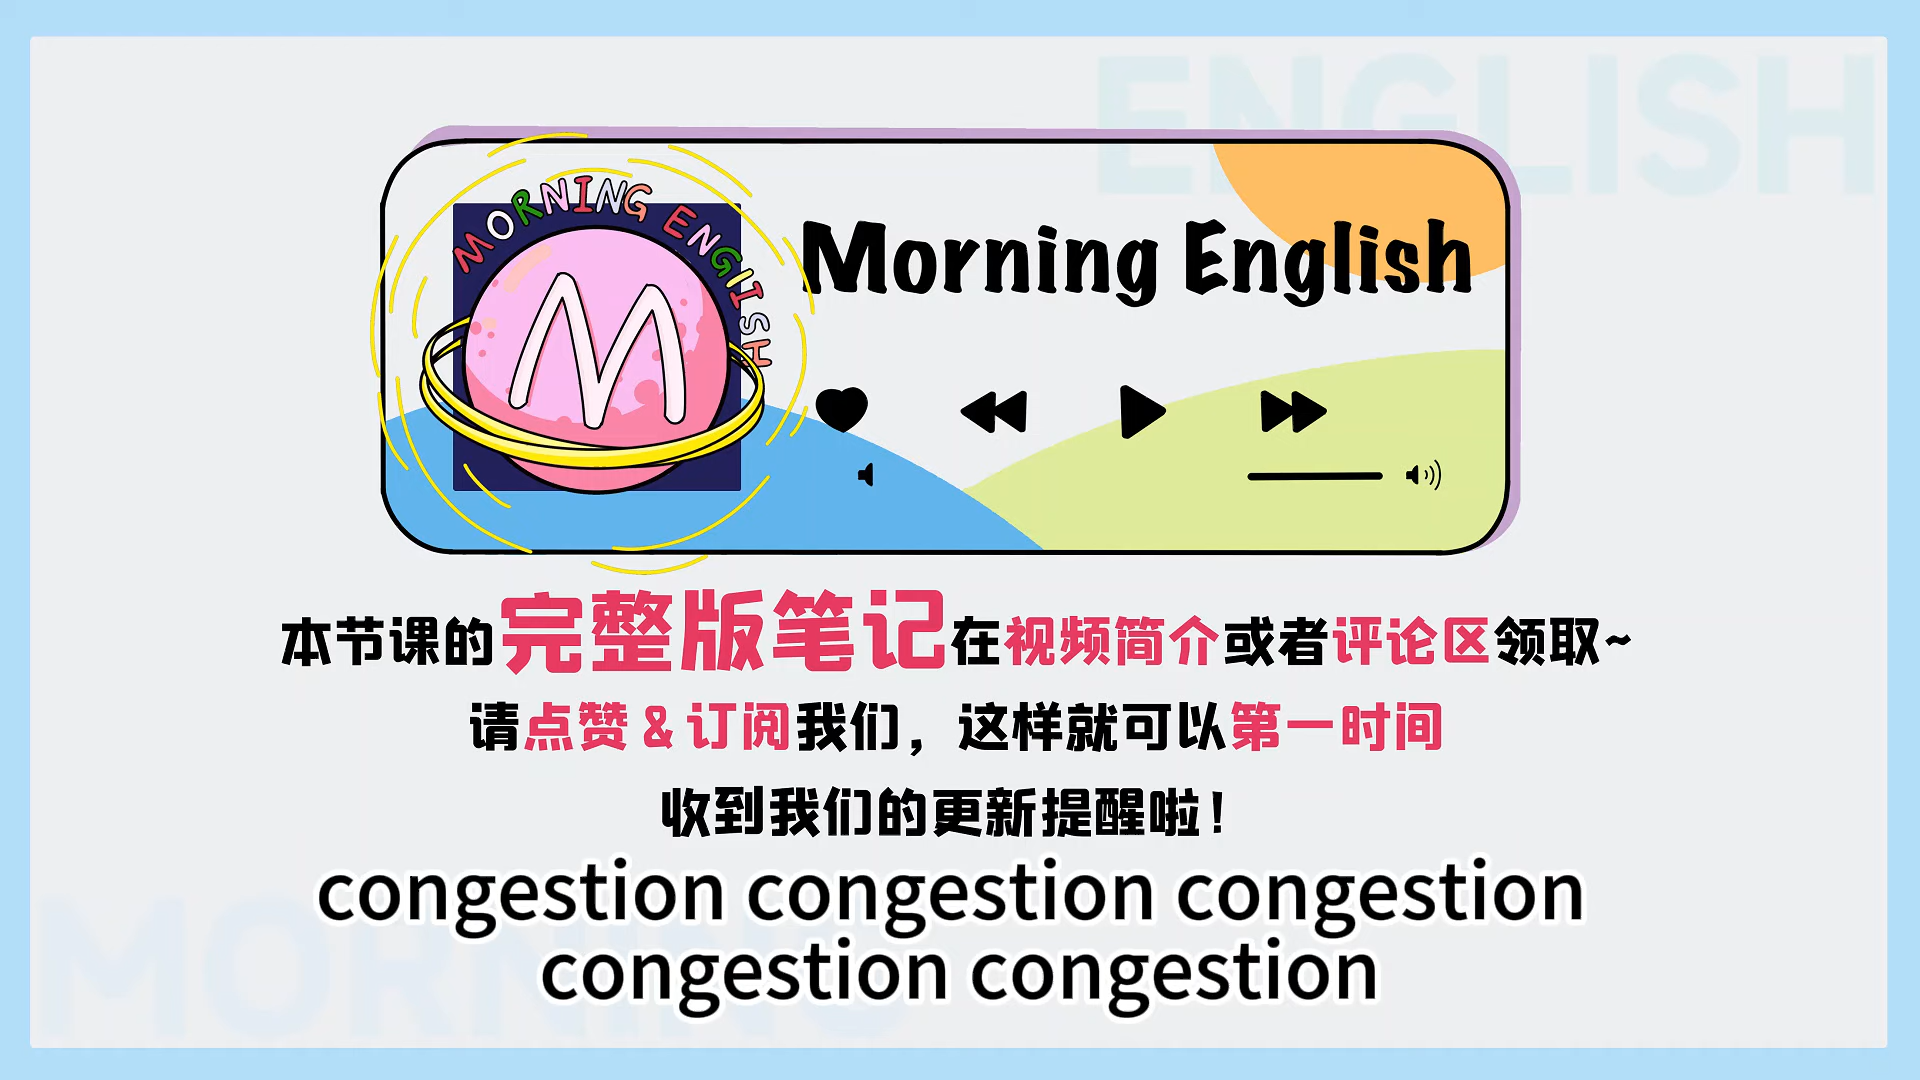 ENGLISH
MORNING ENGLISH
M
Morning English
本节课的完整版笔记在视频简介或者评论区领取~
请点赞&订阅我们，这样就可以第一时间
收到我们的更新提醒啦！
congestion congestion congestion
congestion congestion
MORNING